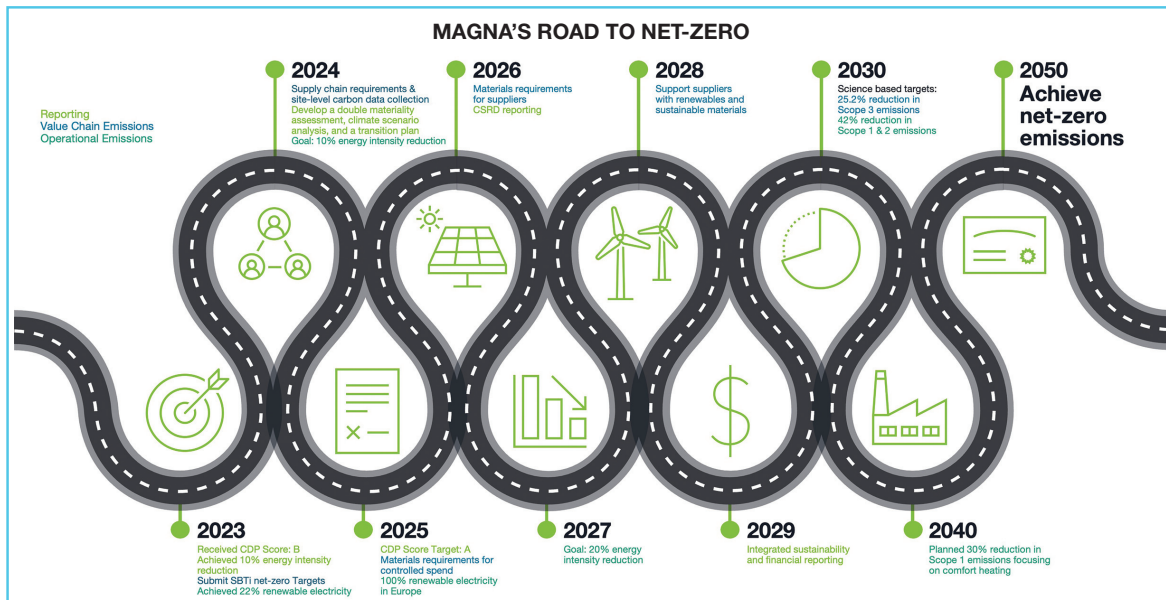 MAGNA'S ROAD TO NET-ZERO
Reporting
Value Chain Emissions
Operational Emissions
2024
Supply chain requirements &
site-level carbon data collection
Develop a double materiality
assessment, climate scenario
analysis, and a transition plan
Goal: 10% energy intensity reduction
2026
Materials requirements
for suppliers
CSRD reporting
2028
Support suppliers
with renewables and
sustainable materials
2030
Science based targets:
25.2% reduction in
Scope 3 emissions
42% reduction in
Scope 1 & 2 emissions
2050
Achieve
net-zero
emissions
2023
Received CDP Score: B
Achieved 10% energy intensity
reduction
Submit SBTi net-zero Targets
Achieved 22% renewable electricity
2025
CDP Score Target: A
Materials requirements for
controlled spend
100% renewable electricity
in Europe
2027
Goal: 20% energy
intensity reduction
2029
Integrated sustainability
and financial reporting
2040
Planned 30% reduction in
Scope 1 emissions focusing
on comfort heating